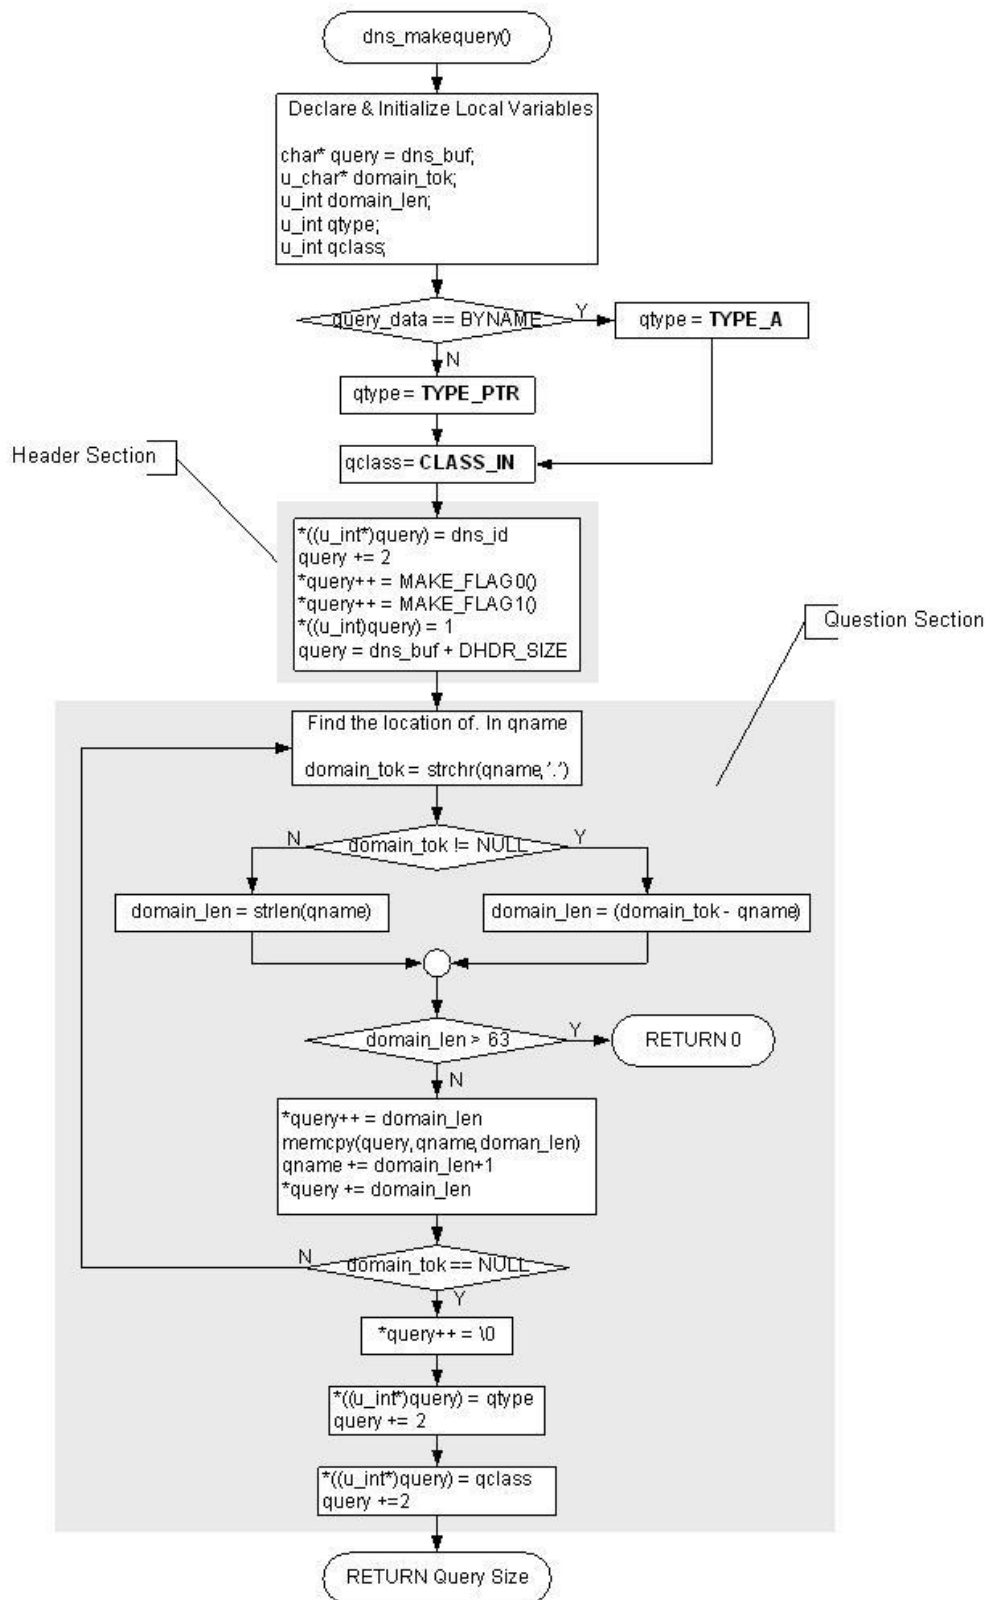 dns_makequery()
Declare & Initialize Local Variables
char* query = dns_buf;
u_char* domain_tok;
u_int domain_len;
u_int qtype;
u_int qclass;
query_data == BYNAME
Y
qtype = TYPE_A
N
qtype= TYPE_PTR
Header Section
qclass= CLASS_IN
*((u_int*)query) = dns_id
query += 2
*query++ = MAKE_FLAG0()
*query++ = MAKE_FLAG1()
*((u_int)query) = 1
query = dns_buf + DHDR_SIZE
Question Section
Find the location of. In qname
domain_tok = strchr(qname,'.')
N
domain_tok != NULL
Y
domain_len = strlen(qname)
domain_len = (domain_tok - qname)
domain_len > 63
Y
RETURN 0
N
*query++ = domain_len
memcpy(query,qname,doman_len)
qname += domain_len+1
*query += domain_len
N
domain_tok == NULL
Y
*query++ = \0
*((u_int*)query) = qtype
query += 2
*((u_int*)query) = qclass
query +=2
RETURN Query Size